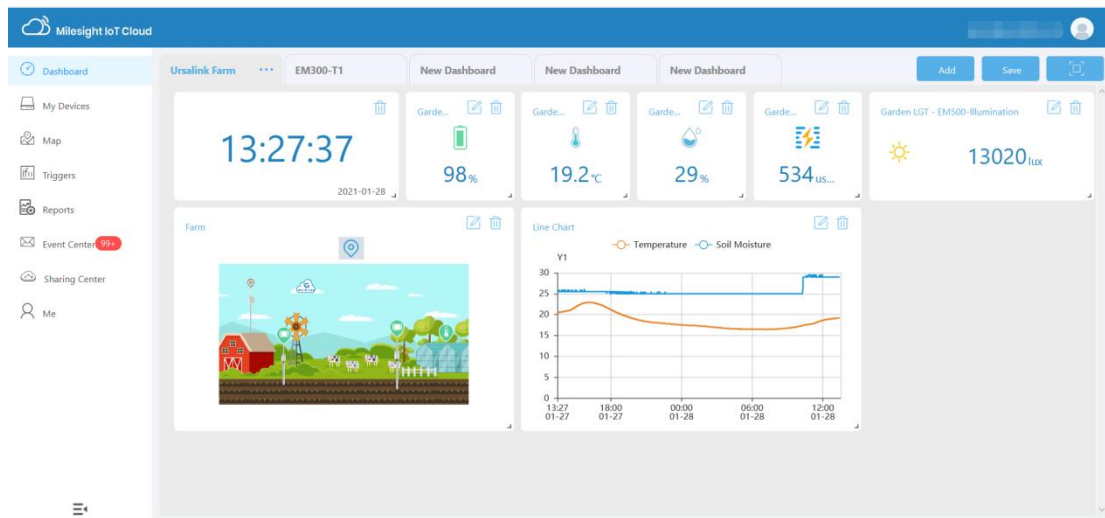 Milesight IoT Cloud
Dashboard
My Devices
Map
Triggers
Reports
Event Center 99+
Sharing Center
Me
Ursalink Farm ···
EM300-T1
New Dashboard
New Dashboard
New Dashboard
Add
Save
13:27:37
2021-01-28
Garde...
98%
Garde...
19.2℃
Garde...
29%
Garde...
534us...
Garden LGT - EM500-Illumination
13020lux
Farm
Line Chart
Temperature
Soil Moisture
Y1
30
25
20
15
10
5
0
13:27 01-27
18:00 01-27
00:00 01-28
06:00 01-28
12:00 01-28